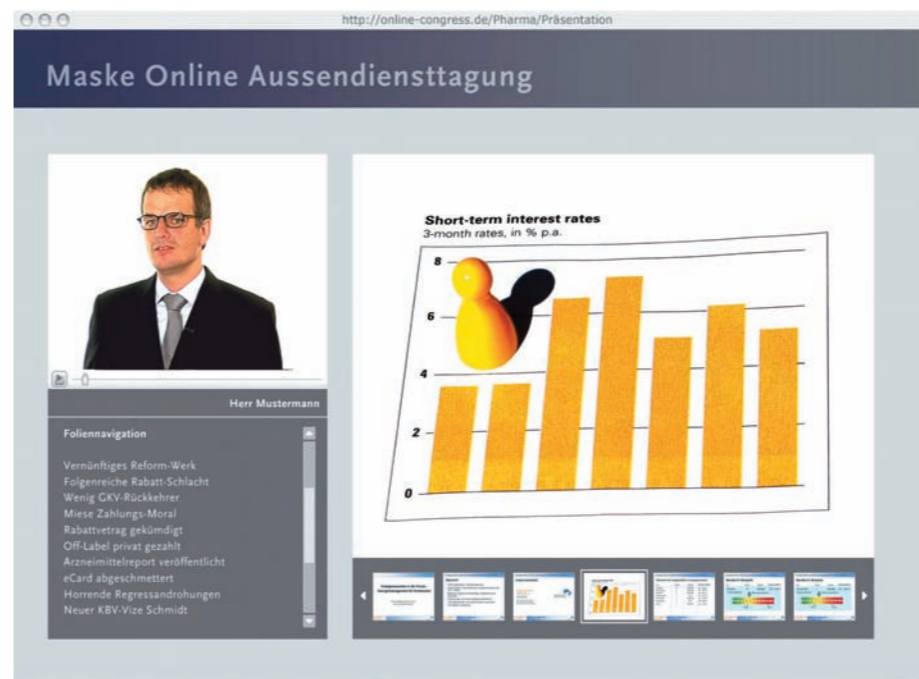 http://online-congress.de/Pharma/Präsentation
Maske Online Aussendiensttagung
Herr Mustermann
Foliennavigation
Vernünftiges Reform-Werk
Folgenreiche Rabatt-Schlacht
Wenig GKV-Rückkehrer
Miese Zahlungs-Moral
Rabattvetrag gekümdigt
Off-Label privat gezahlt
Arzneimittelreport veröffentlicht
eCard abgeschmettert
Horrende Regressandrohungen
Neuer KBV-Vize Schmidt
Short-term interest rates
3-month rates, in % p.a.
8
6
4
2
0